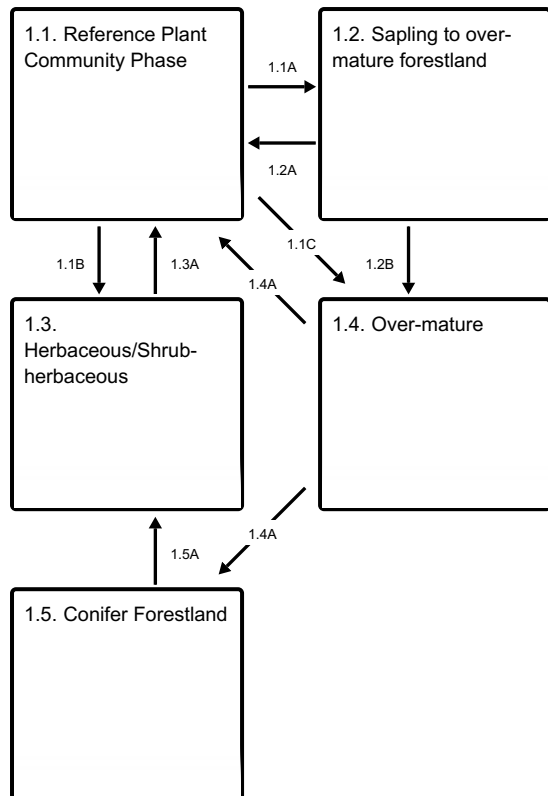 1.1. Reference Plant
Community Phase
1.2. Sapling to over-
mature forestland
1.1A
1.2A
1.1B
1.3A
1.1C
1.4A
1.2B
1.3.
Herbaceous/Shrub-
herbaceous
1.4. Over-mature
1.4A
1.5A
1.5. Conifer Forestland